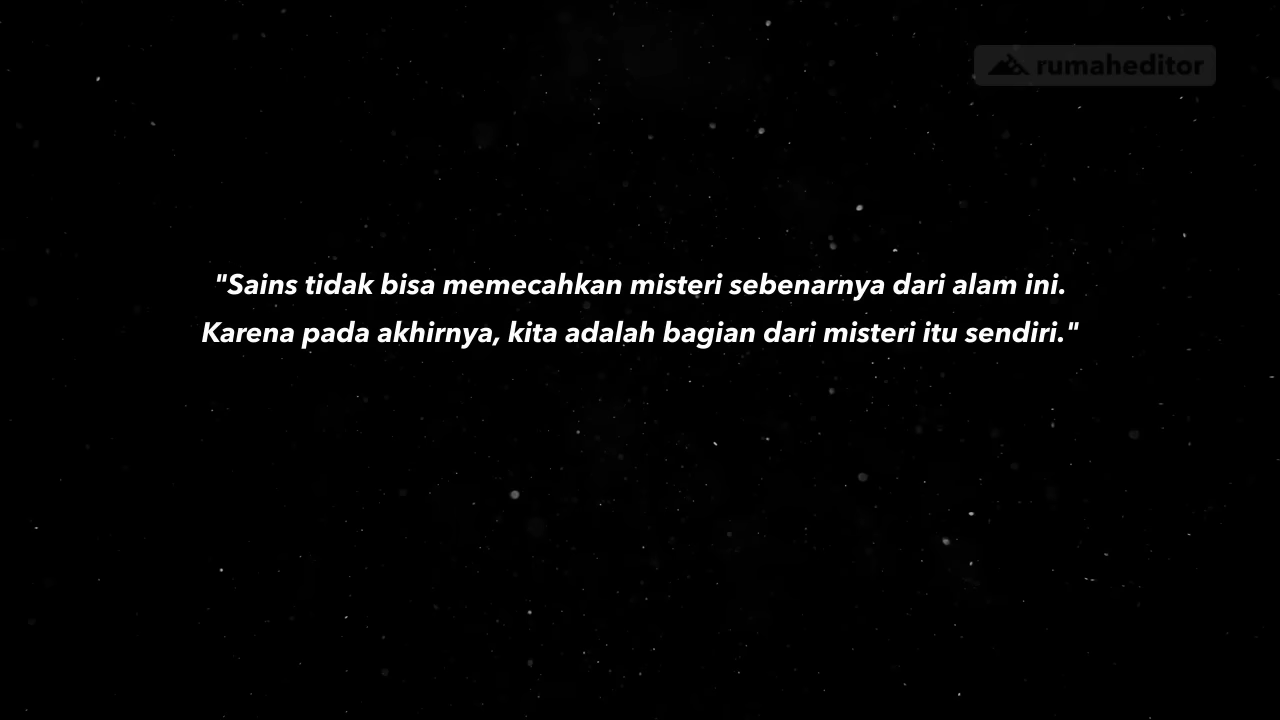 rumaheditor
"Sains tidak bisa memecahkan misteri sebenarnya dari alam ini.
Karena pada akhirnya, kita adalah bagian dari misteri itu sendiri."